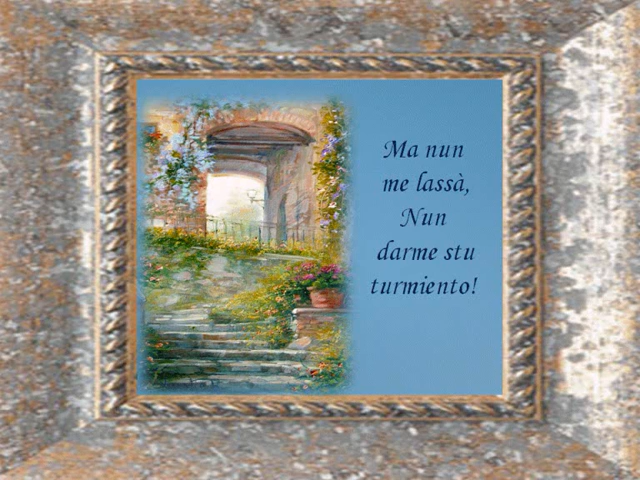 Ma nun
me lassà,
Nun
darme stu
turmiento!